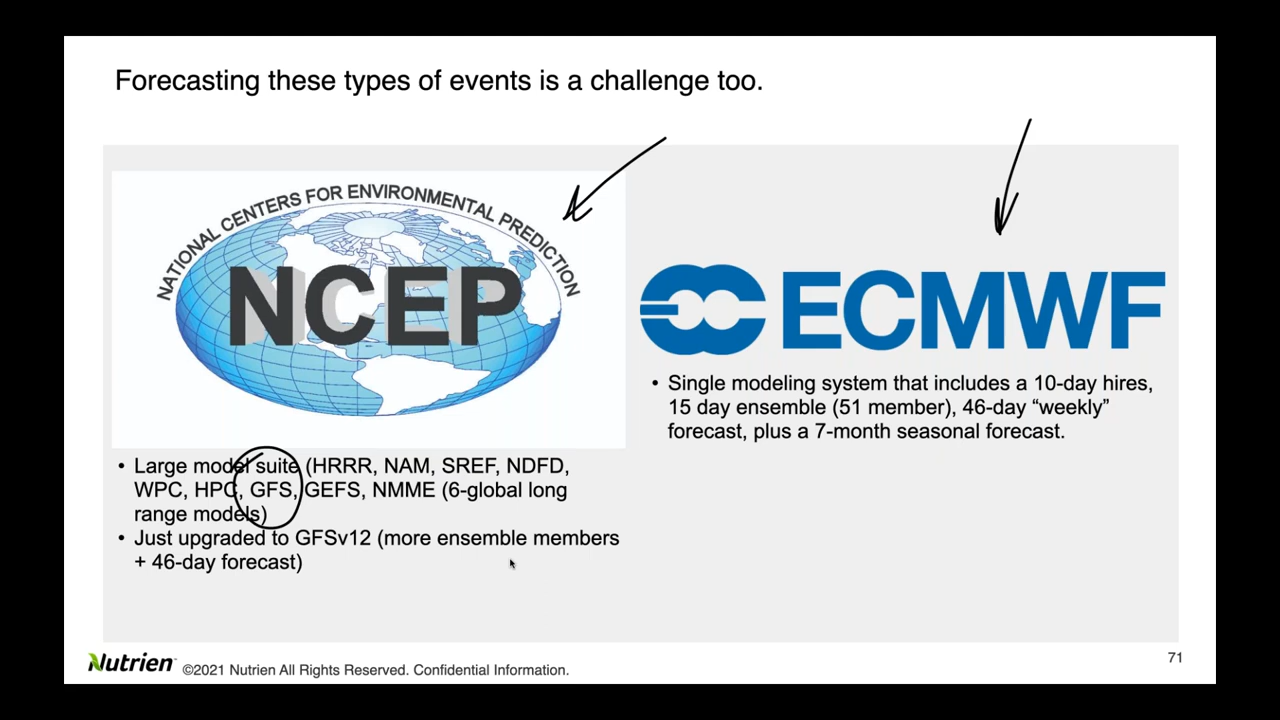 Forecasting these types of events is a challenge too.
NATIONAL CENTERS FOR ENVIRONMENTAL PREDICTION
NCEP
• Large model suite (HRRR, NAM, SREF, NDFD,
WPC, HPC, GFS, GEFS, NMME (6-global long
range models)
• Just upgraded to GFSv12 (more ensemble members
+ 46-day forecast)
ECMWF
• Single modeling system that includes a 10-day hires,
15 day ensemble (51 member), 46-day “weekly”
forecast, plus a 7-month seasonal forecast.
Nutrien™ ©2021 Nutrien All Rights Reserved. Confidential Information.
71